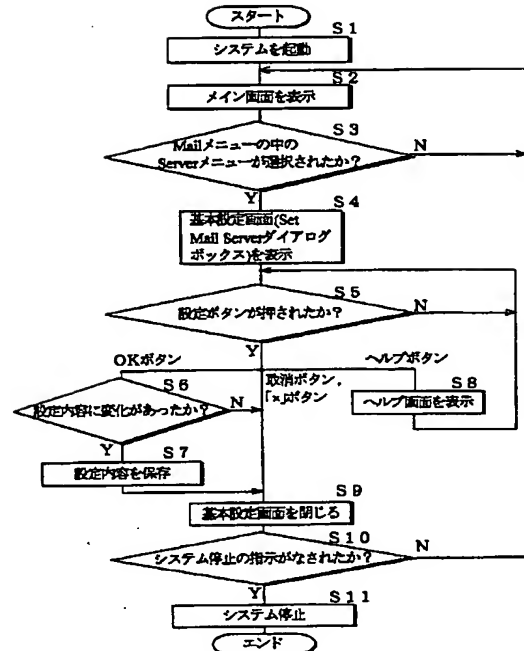 スタート
S1
システムを起動
S2
メイン画面を表示
S3
Mailメニューの中の
Serverメニューが選択されたか?
N
Y
S4
基本設定画面(Set
Mail Serverダイアログ
ボックス)を表示
S5
設定ボタンが押されたか?
N
Y
OKボタン
取消ボタン,
「×」ボタン
ヘルプボタン
S6
設定内容に変化があったか?
N
Y
S8
ヘルプ画面を表示
S7
設定内容を保存
S9
基本設定画面を閉じる
S10
システム停止の指示がなされたか?
N
Y
S11
システム停止
エンド